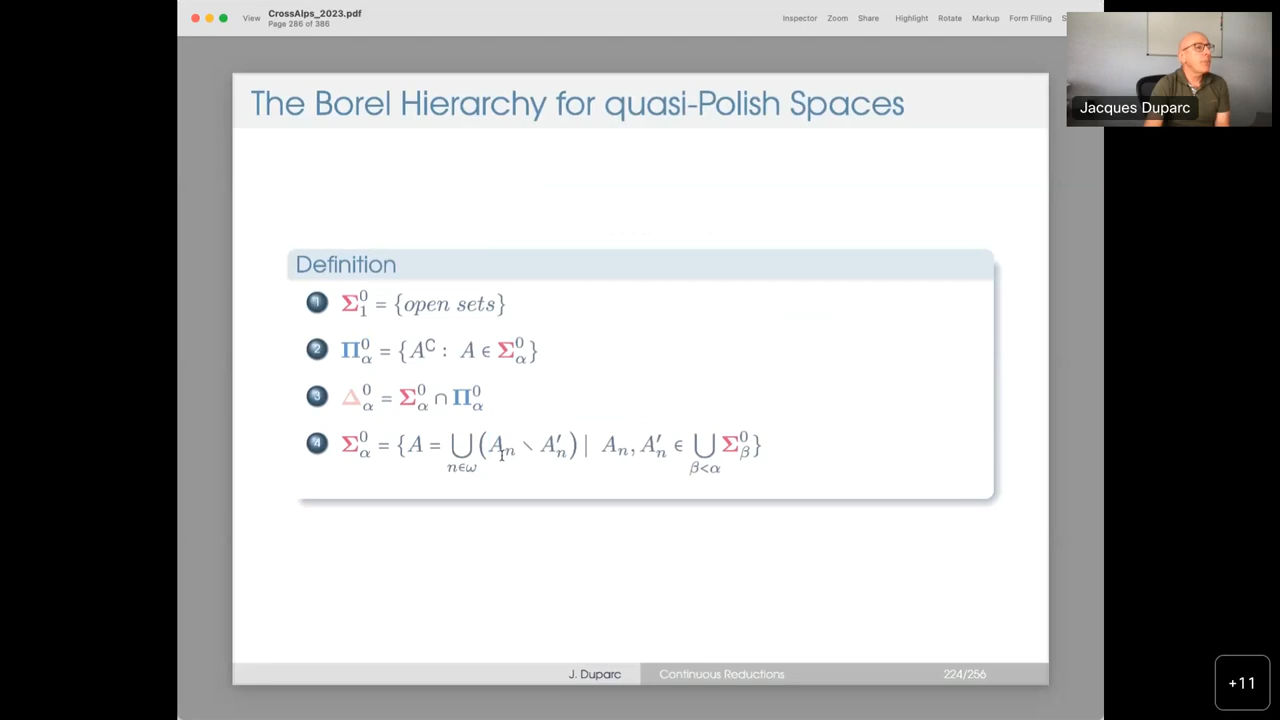 View
CrossAlps_2023.pdf
Page 286 of 386
Inspector Zoom Share Highlight Rotate Markup Form Filling S
Jacques Duparc
The Borel Hierarchy for quasi-Polish Spaces
Definition
1 Σ⁰₁ = {open sets}
2 Π⁰_α = {A∁ : A ∈ Σ⁰_α}
3 Δ⁰_α = Σ⁰_α ∩ Π⁰_α
4 Σ⁰_α = {A = ⋃_{n∈ω} (A_n ∖ A′_n) | A_n, A′_n ∈ ⋃_{β<α} Σ⁰_β}
J. Duparc Continuous Reductions 224/256
+11